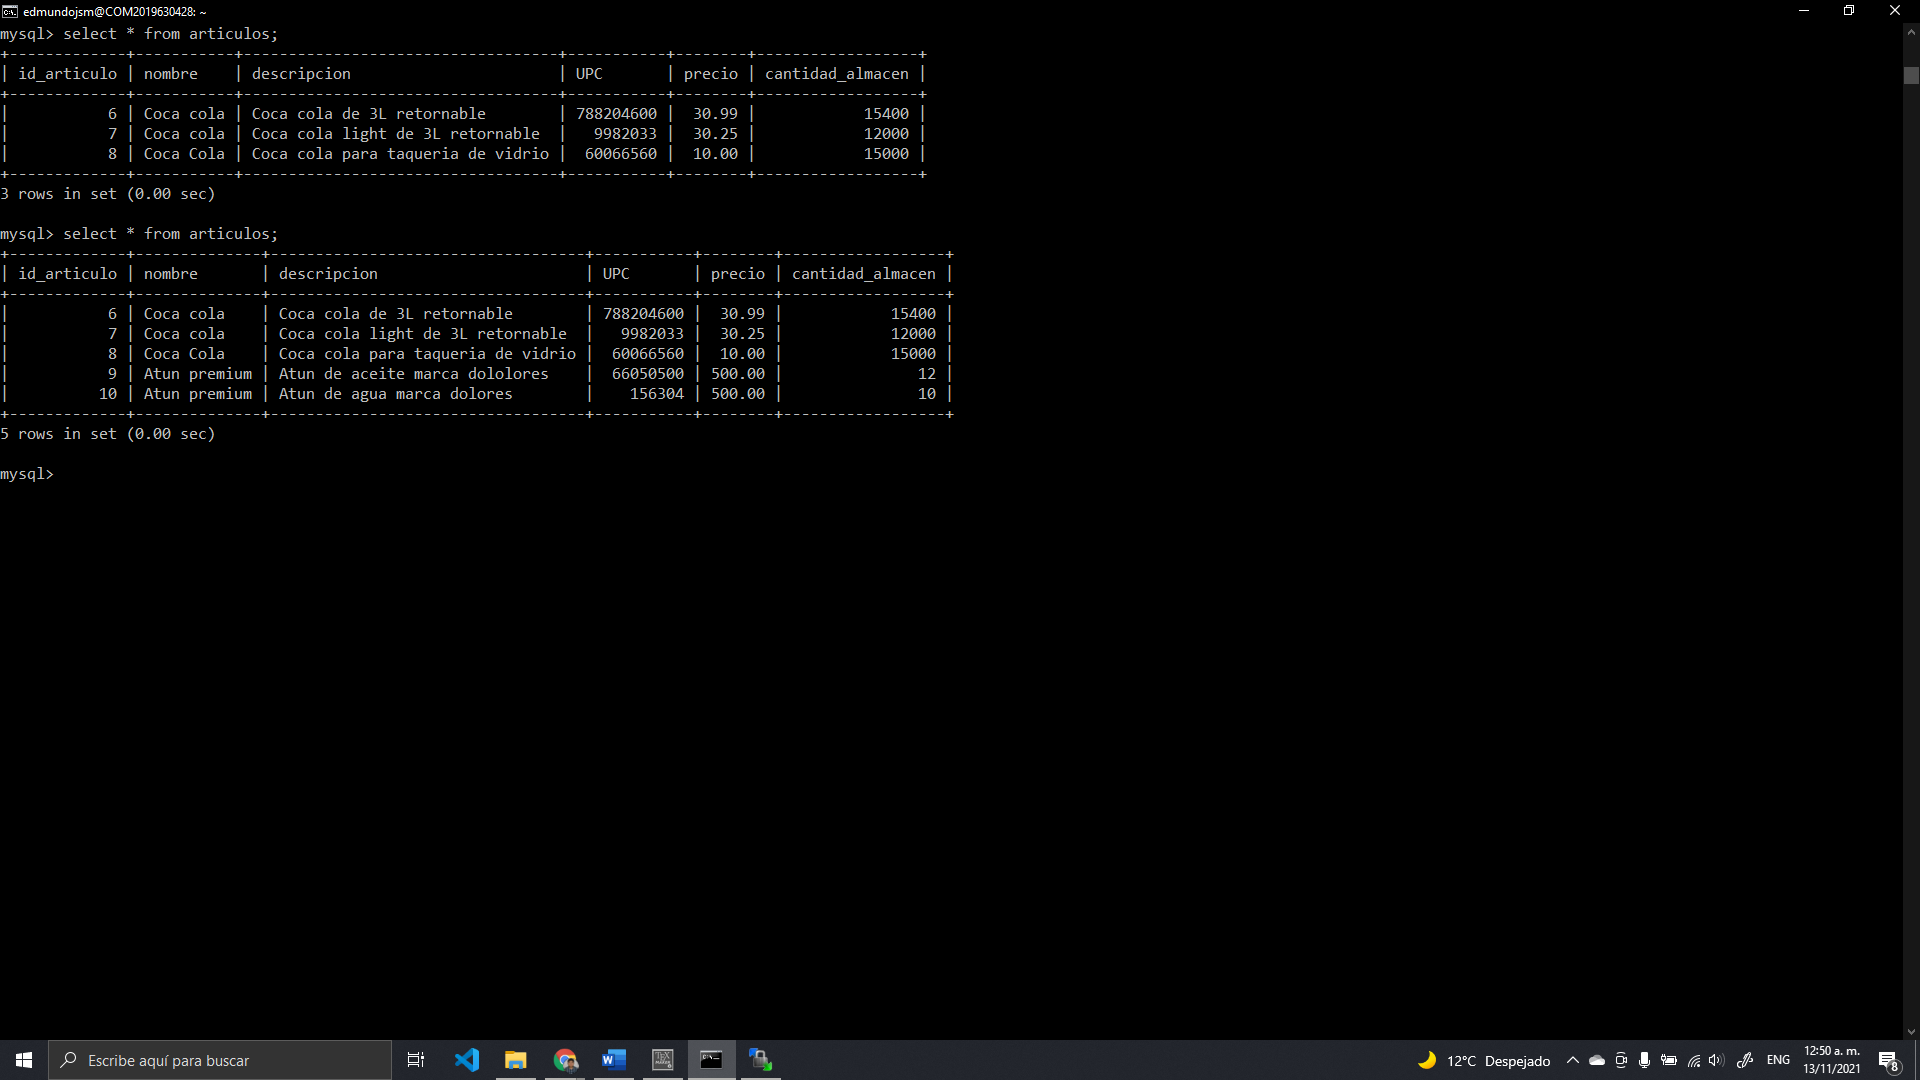 edmundojsm@COM2019630428: ~
mysql> select * from articulos;
+-------------+-----------+-----------------------------------+-----------+--------+------------------+
| id_articulo | nombre    | descripcion                       | UPC       | precio | cantidad_almacen |
+-------------+-----------+-----------------------------------+-----------+--------+------------------+
|           6 | Coca cola | Coca cola de 3L retornable        | 788204600 |  30.99 |            15400 |
|           7 | Coca cola | Coca cola light de 3L retornable  |   9982033 |  30.25 |            12000 |
|           8 | Coca Cola | Coca cola para taqueria de vidrio |  60066560 |  10.00 |            15000 |
+-------------+-----------+-----------------------------------+-----------+--------+------------------+
3 rows in set (0.00 sec)
mysql> select * from articulos;
+-------------+--------------+-----------------------------------+-----------+--------+------------------+
| id_articulo | nombre       | descripcion                       | UPC       | precio | cantidad_almacen |
+-------------+--------------+-----------------------------------+-----------+--------+------------------+
|           6 | Coca cola    | Coca cola de 3L retornable        | 788204600 |  30.99 |            15400 |
|           7 | Coca cola    | Coca cola light de 3L retornable  |   9982033 |  30.25 |            12000 |
|           8 | Coca Cola    | Coca cola para taqueria de vidrio |  60066560 |  10.00 |            15000 |
|           9 | Atun premium | Atun de aceite marca dololores    |  66050500 | 500.00 |               12 |
|          10 | Atun premium | Atun de agua marca dolores        |    156304 | 500.00 |               10 |
+-------------+--------------+-----------------------------------+-----------+--------+------------------+
5 rows in set (0.00 sec)
mysql>
Escribe aquí para buscar
12°C Despejado
ENG
12:50 a. m.
13/11/2021
8